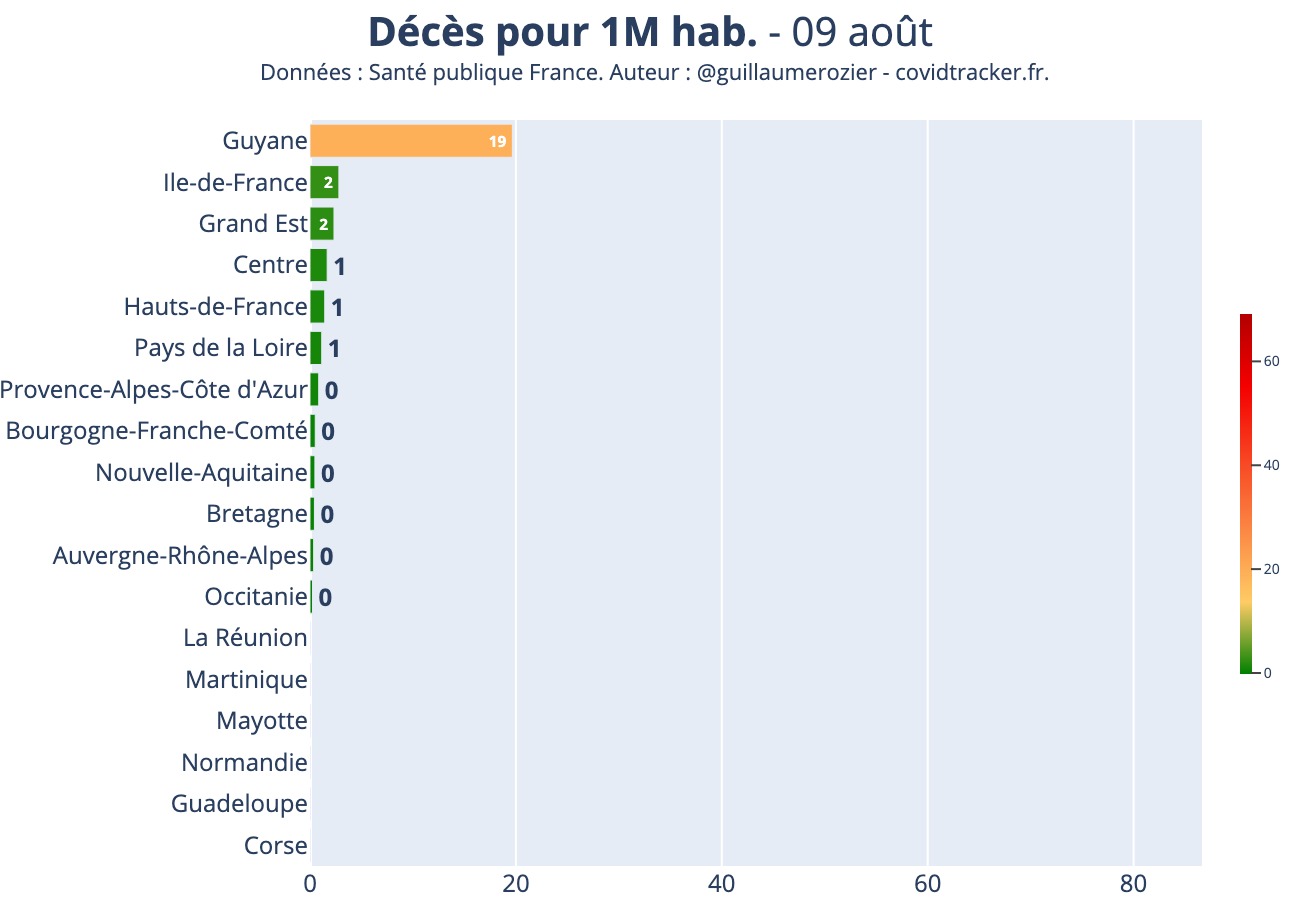 Décès pour 1M hab. - 09 août
Données : Santé publique France. Auteur : @guillaumerozier - covidtracker.fr.
Guyane 19
Ile-de-France 2
Grand Est 2
Centre 1
Hauts-de-France 1
Pays de la Loire 1
Provence-Alpes-Côte d'Azur 0
Bourgogne-Franche-Comté 0
Nouvelle-Aquitaine 0
Bretagne 0
Auvergne-Rhône-Alpes 0
Occitanie 0
La Réunion
Martinique
Mayotte
Normandie
Guadeloupe
Corse
0 20 40 60 80
60
40
20
0